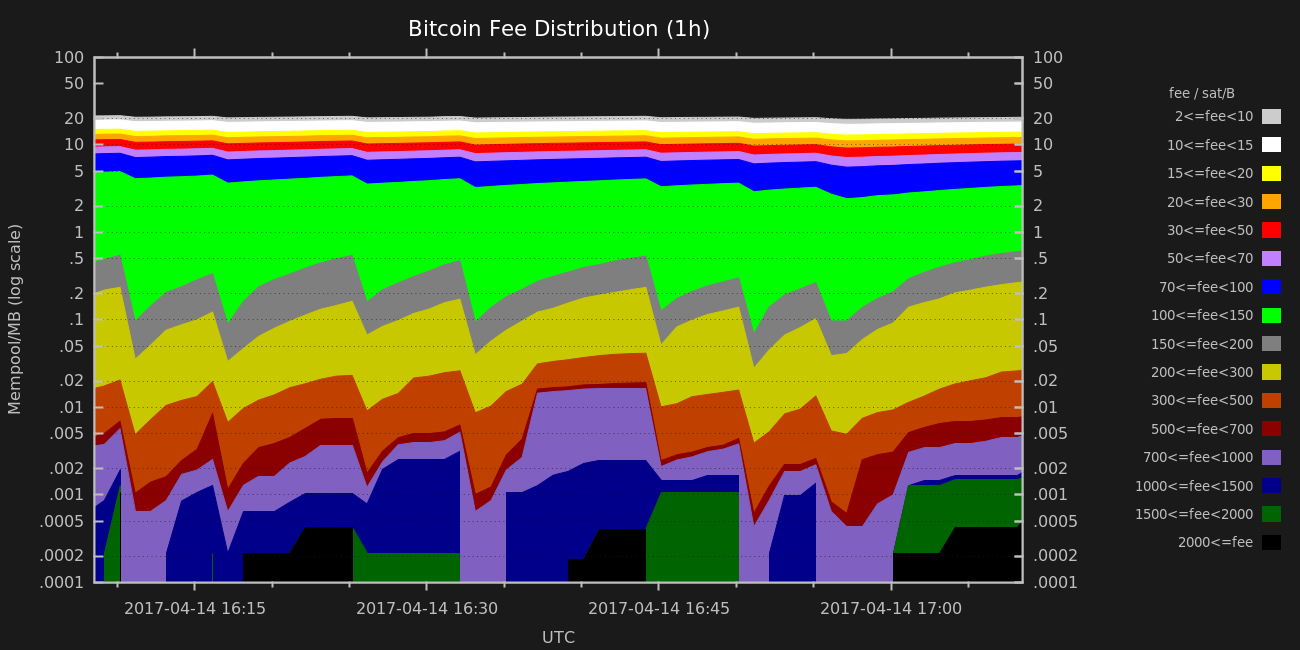 Bitcoin Fee Distribution (1h)
100 100
50 50
20 20
10 10
5 5
2 2
1 1
.5 .5
.2 .2
.1 .1
.05 .05
.02 .02
.01 .01
.005 .005
.002 .002
.001 .001
.0005 .0005
.0002 .0002
.0001 .0001
Mempool/MB (log scale)
2017-04-14 16:15 2017-04-14 16:30 2017-04-14 16:45 2017-04-14 17:00
UTC
fee / sat/B
2<=fee<10
10<=fee<15
15<=fee<20
20<=fee<30
30<=fee<50
50<=fee<70
70<=fee<100
100<=fee<150
150<=fee<200
200<=fee<300
300<=fee<500
500<=fee<700
700<=fee<1000
1000<=fee<1500
1500<=fee<2000
2000<=fee